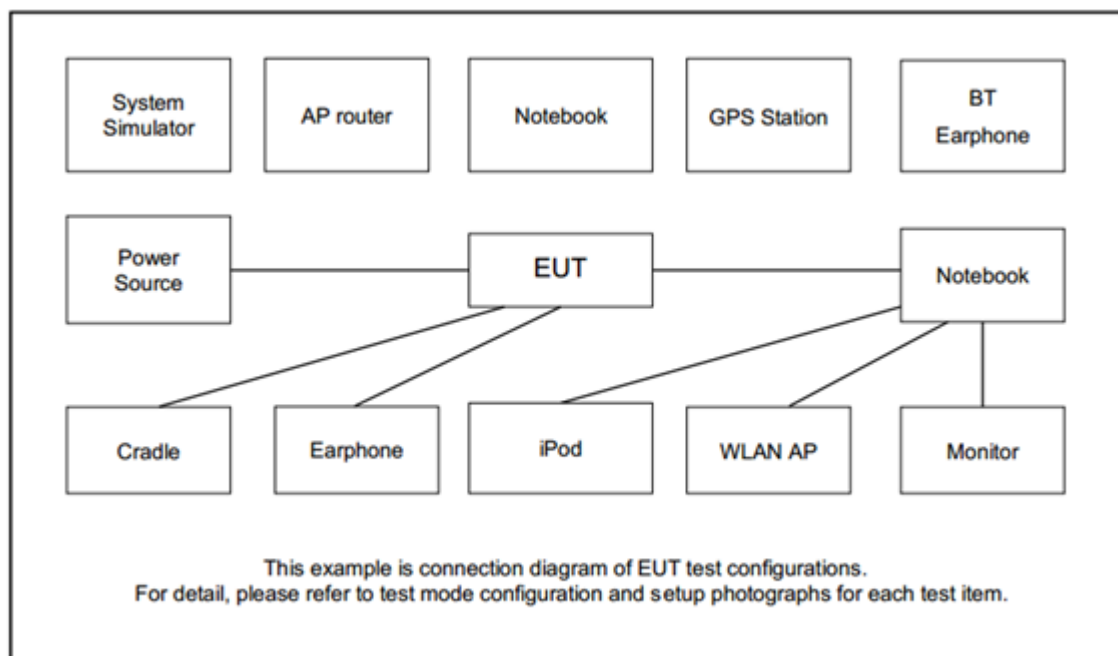 System
Simulator
AP router
Notebook
GPS Station
BT
Earphone
Power
Source
EUT
Notebook
Cradle
Earphone
iPod
WLAN AP
Monitor
This example is connection diagram of EUT test configurations.
For detail, please refer to test mode configuration and setup photographs for each test item.